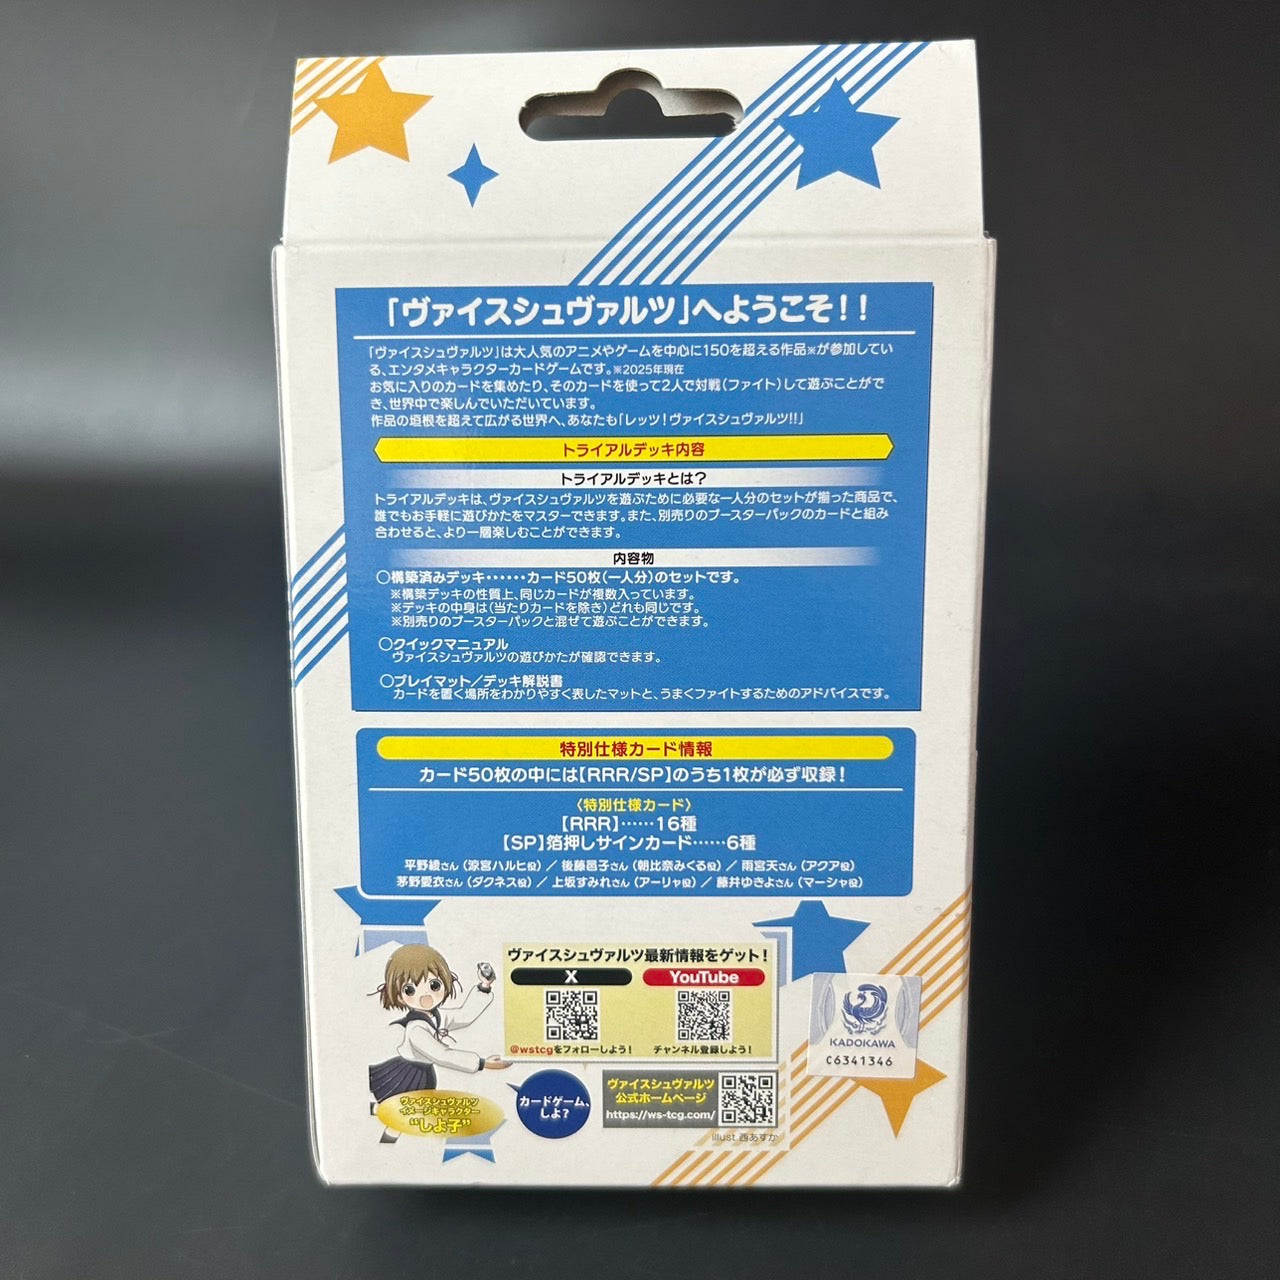 「ヴァイスシュヴァルツ」へようこそ!!
「ヴァイスシュヴァルツ」は大人気のアニメやゲームを中心に150を超える作品※が参加してい
る、エンタメキャラクターカードゲームです。※2025年現在
お気に入りのカードを集めたり、そのカードを使って2人で対戦(ファイト)して遊ぶことがで
き、世界中で楽しんでいただいています。
作品の垣根を超えて広がる世界へ、あなたも「レッツ!ヴァイスシュヴァルツ!!」
トライアルデッキ内容
トライアルデッキとは?
トライアルデッキは、ヴァイスシュヴァルツを遊ぶために必要な一人分のセットが揃った商品で、
誰でもお手軽に遊びかたをマスターできます。また、別売りのブースターパックのカードと組み
合わせると、より一層楽しむことができます。
内容物
○構築済みデッキ・・・・・・カード50枚(一人分)のセットです。
※構築デッキの性質上、同じカードが複数入っています。
※デッキの中身は(当たりカードを除き)どれも同じです。
※別売りのブースターパックと混ぜて遊ぶことができます。
○クイックマニュアル
ヴァイスシュヴァルツの遊びかたが確認できます。
○プレイマット/デッキ解説書
カードを置く場所をわかりやすく表したマットと、うまくファイトするためのアドバイスです。
特別仕様カード情報
カード50枚の中には【RRR/SP】のうち1枚が必ず収録!
〈特別仕様カード〉
【RRR】……16種
【SP】箔押しサインカード……6種
平野綾さん(涼宮ハルヒ役)/後藤邑子さん(朝比奈みくる役)/雨宮天さん(アクア役)
茅野愛衣さん(ダクネス役)/上坂すみれさん(アーリャ役)/藤井ゆきよさん(マーシャ役)
ヴァイスシュヴァルツ最新情報をゲット!
X YouTube
@wstcgをフォローしよう! チャンネル登録しよう!
KADOKAWA
C6341346
ヴァイスシュヴァルツ
イメージキャラクター
"しよ子"
カードゲーム、
しよ?
ヴァイスシュヴァルツ
公式ホームページ
https://ws-tcg.com/
illust.西あすか